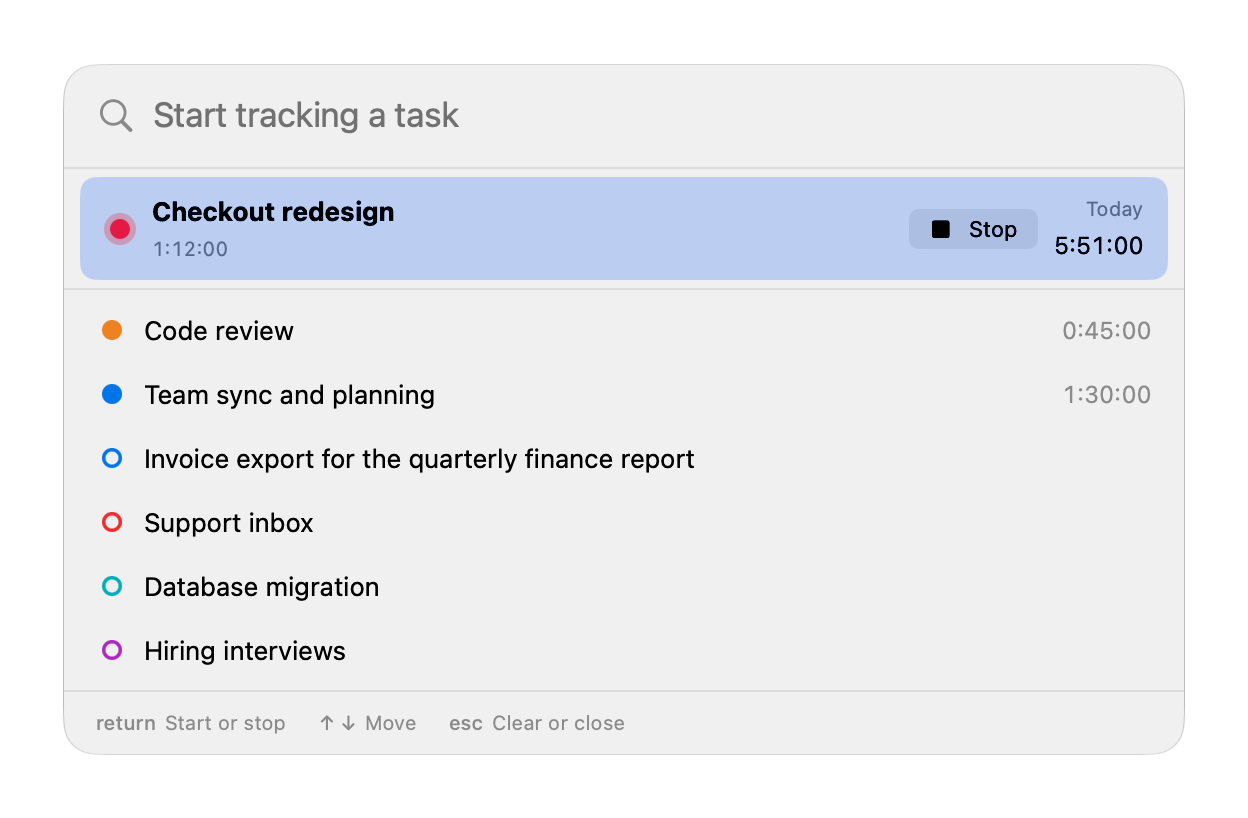 Start tracking a task
Checkout redesign
1:12:00
Stop
Today
5:51:00
Code review 0:45:00
Team sync and planning 1:30:00
Invoice export for the quarterly finance report
Support inbox
Database migration
Hiring interviews
return Start or stop ↑ ↓ Move esc Clear or close